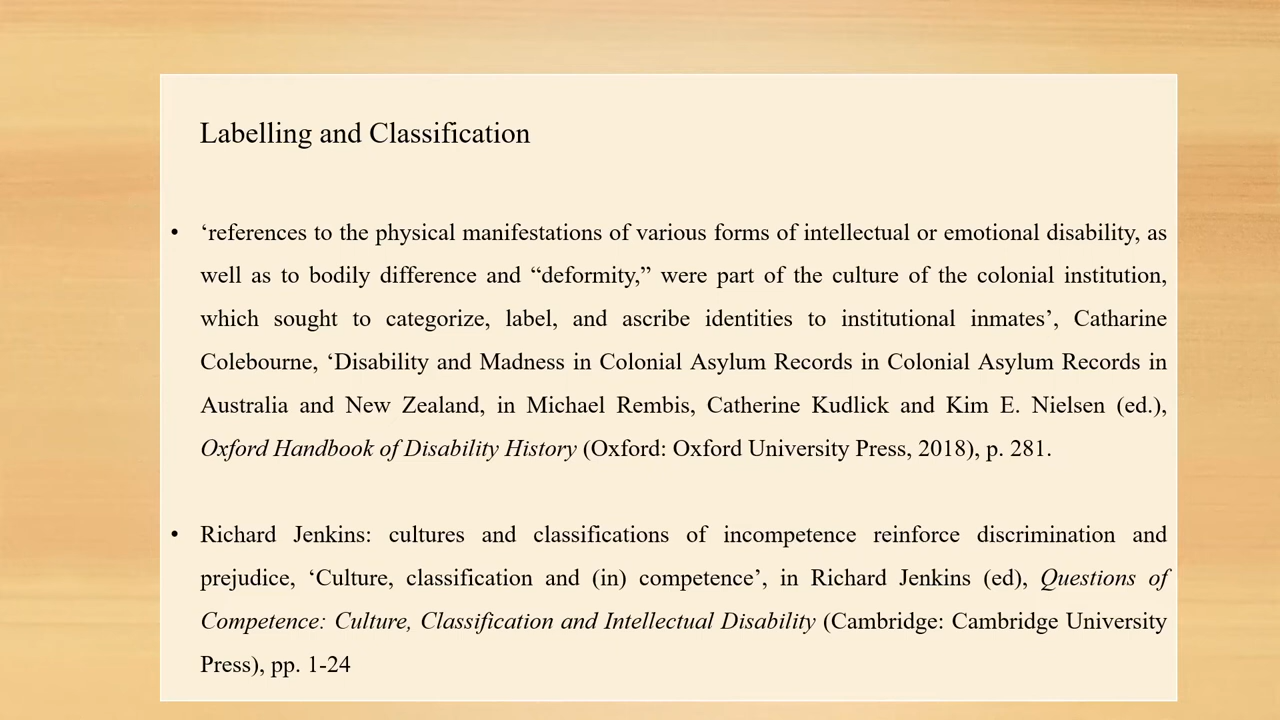 Labelling and Classification
• ‘references to the physical manifestations of various forms of intellectual or emotional disability, as
well as to bodily difference and “deformity,” were part of the culture of the colonial institution,
which sought to categorize, label, and ascribe identities to institutional inmates’, Catharine
Colebourne, ‘Disability and Madness in Colonial Asylum Records in Colonial Asylum Records in
Australia and New Zealand, in Michael Rembis, Catherine Kudlick and Kim E. Nielsen (ed.),
Oxford Handbook of Disability History (Oxford: Oxford University Press, 2018), p. 281.
• Richard Jenkins: cultures and classifications of incompetence reinforce discrimination and
prejudice, ‘Culture, classification and (in) competence’, in Richard Jenkins (ed), Questions of
Competence: Culture, Classification and Intellectual Disability (Cambridge: Cambridge University
Press), pp. 1-24